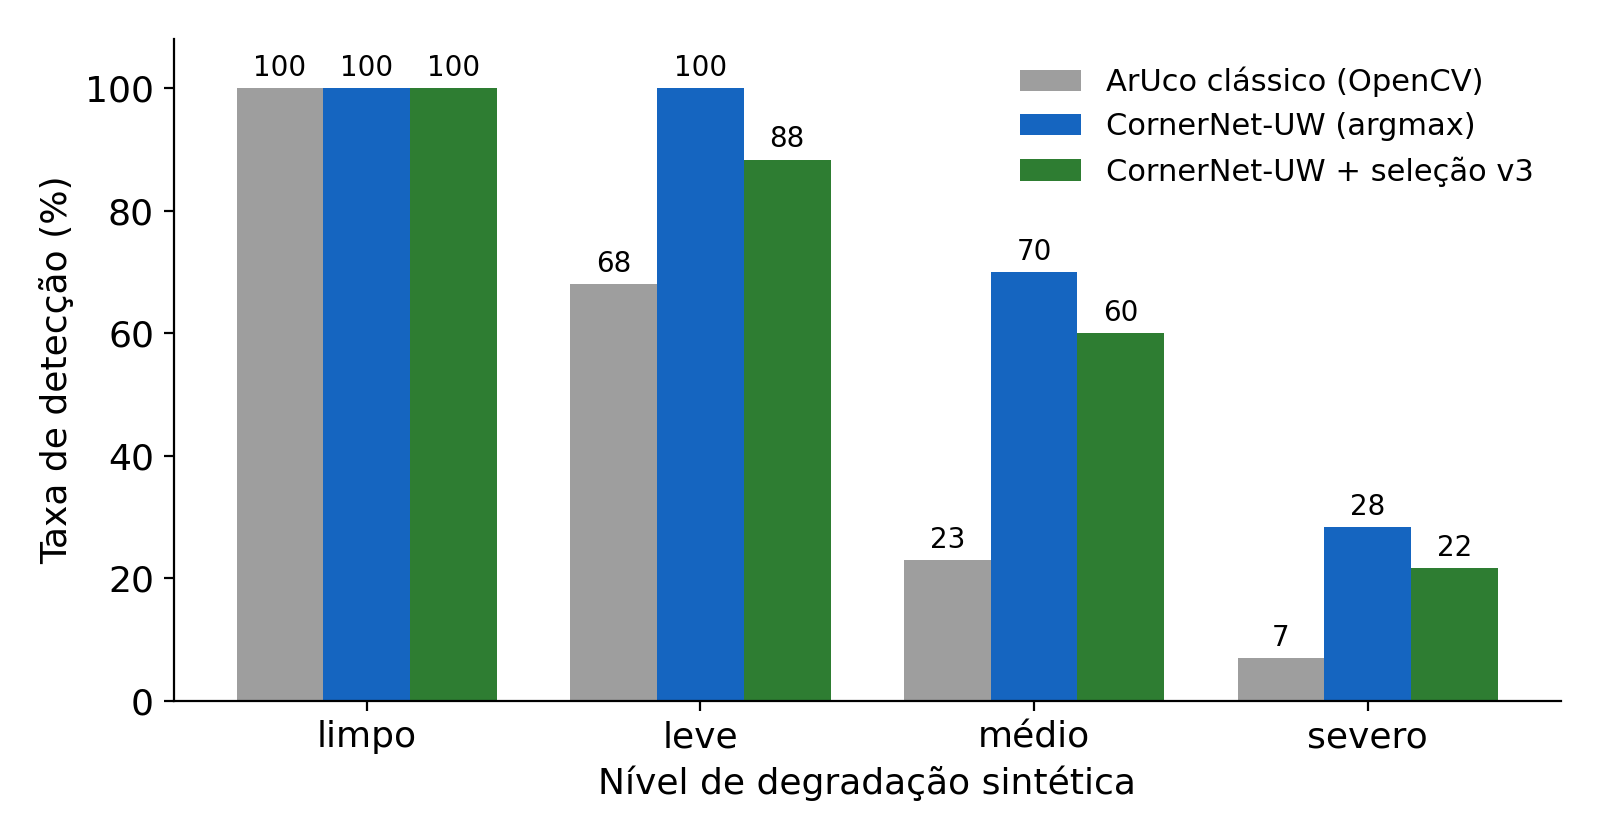 100 100 100 100
88
68
70
60
23
28
22
7
ArUco clássico (OpenCV)
CornerNet-UW (argmax)
CornerNet-UW + seleção v3
Taxa de detecção (%)
100
80
60
40
20
0
limpo leve médio severo
Nível de degradação sintética